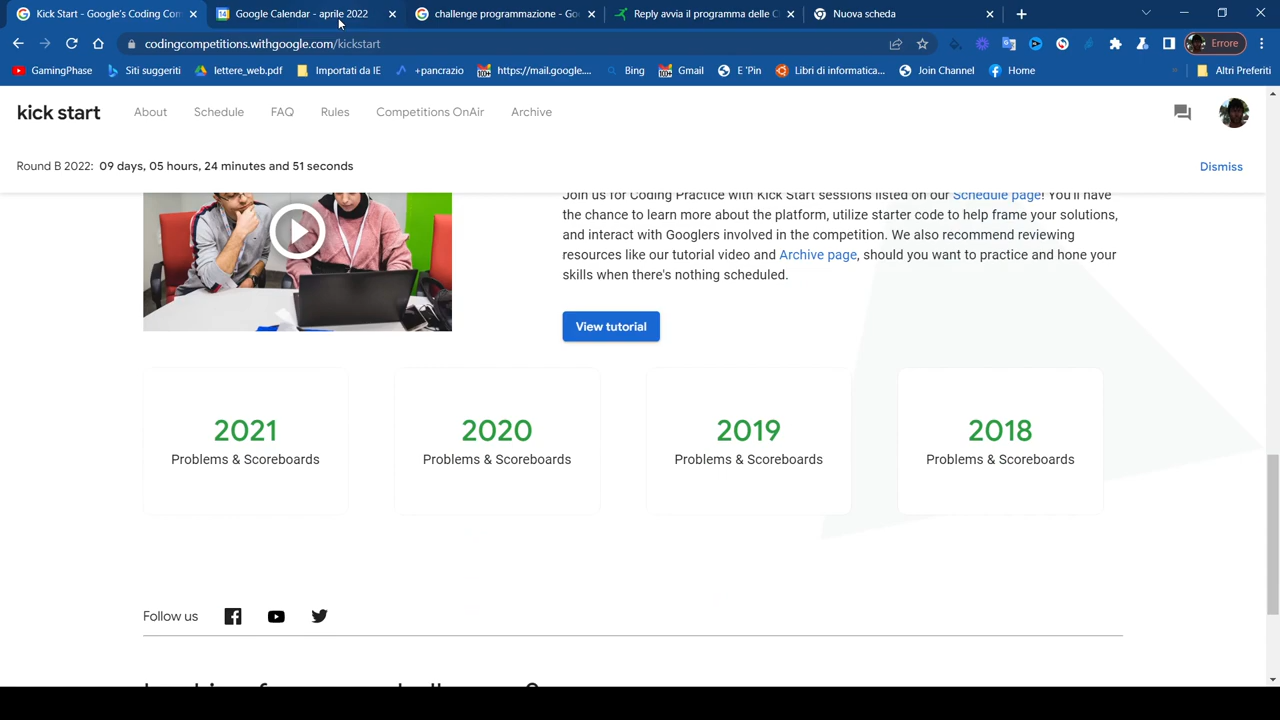 Kick Start - Google's Coding Com
Google Calendar - aprile 2022
challenge programmazione - Go
Reply avvia il programma delle C
Nuova scheda
codingcompetitions.withgoogle.com/kickstart
Errore
GamingPhase
Siti suggeriti
lettere_web.pdf
Importati da IE
+pancrazio
https://mail.google....
Bing
Gmail
E 'Pin
Libri di informatica...
Join Channel
Home
Altri Preferiti
kick start
About
Schedule
FAQ
Rules
Competitions OnAir
Archive
Round B 2022: 09 days, 05 hours, 24 minutes and 51 seconds
Dismiss
Join us for Coding Practice with Kick Start sessions listed on our Schedule page! You'll have
the chance to learn more about the platform, utilize starter code to help frame your solutions,
and interact with Googlers involved in the competition. We also recommend reviewing
resources like our tutorial video and Archive page, should you want to practice and hone your
skills when there's nothing scheduled.
View tutorial
2021
Problems & Scoreboards
2020
Problems & Scoreboards
2019
Problems & Scoreboards
2018
Problems & Scoreboards
Follow us